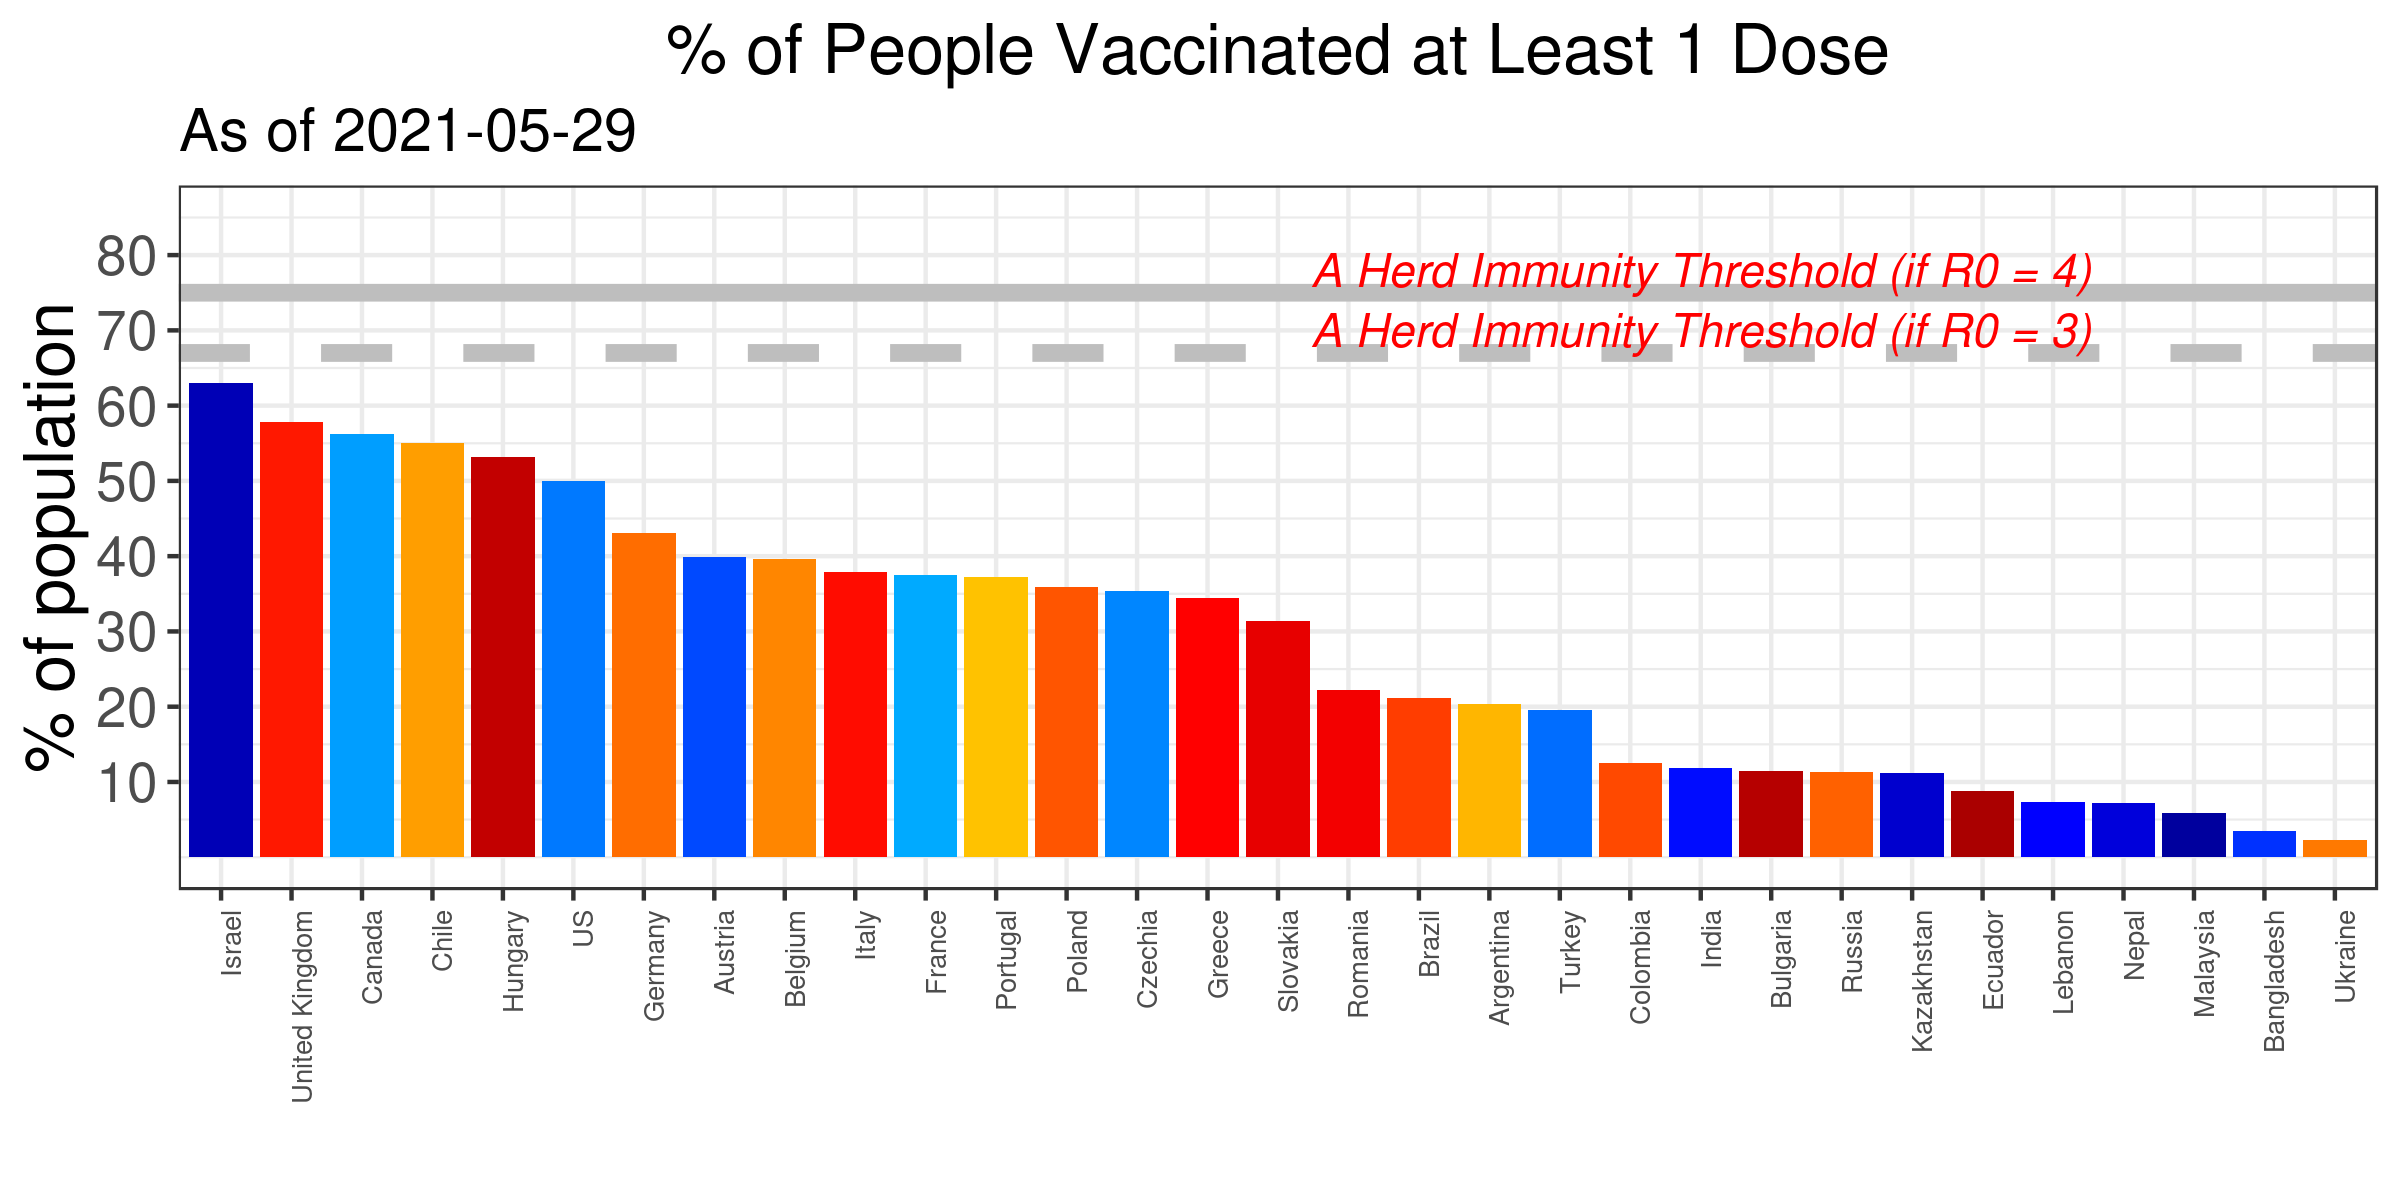 % of People Vaccinated at Least 1 Dose
As of 2021-05-29
% of population
80
70
60
50
40
30
20
10
A Herd Immunity Threshold (if R0 = 4)
A Herd Immunity Threshold (if R0 = 3)
Israel
United Kingdom
Canada
Chile
Hungary
US
Germany
Austria
Belgium
Italy
France
Portugal
Poland
Czechia
Greece
Slovakia
Romania
Brazil
Argentina
Turkey
Colombia
India
Bulgaria
Russia
Kazakhstan
Ecuador
Lebanon
Nepal
Malaysia
Bangladesh
Ukraine